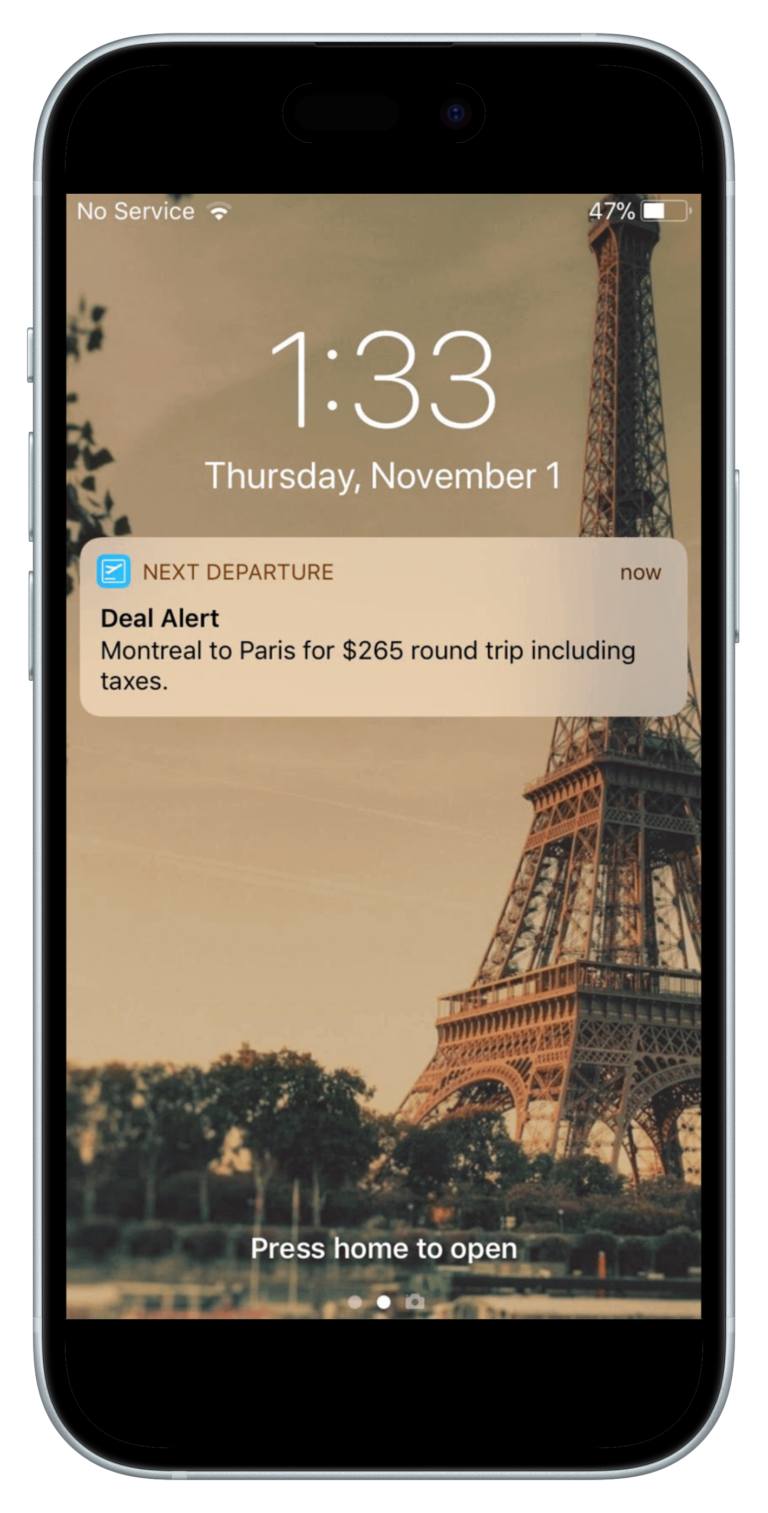 No Service 47%
1:33
Thursday, November 1
NEXT DEPARTURE now
Deal Alert
Montreal to Paris for $265 round trip including
taxes.
Press home to open